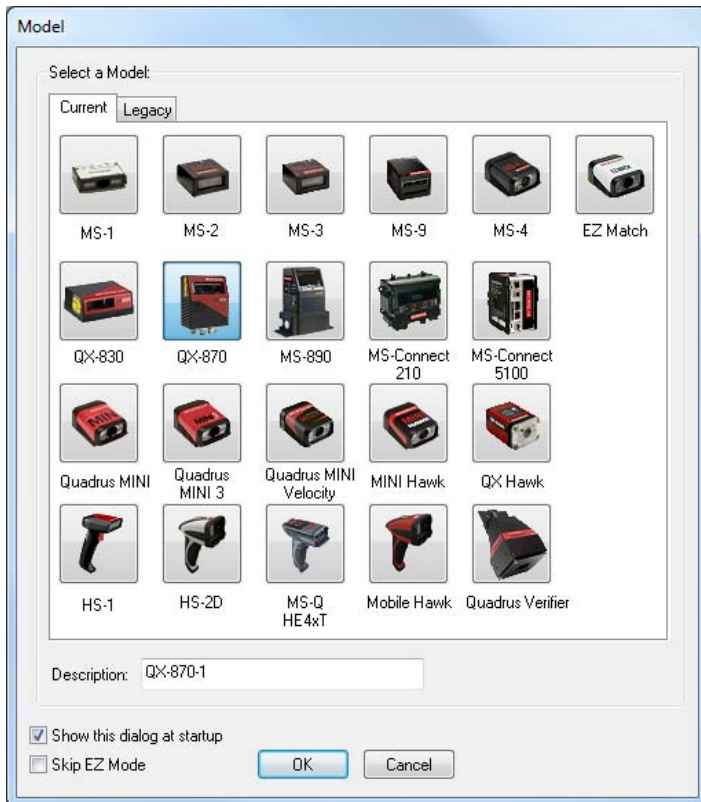 Model
Select a Model:
Current Legacy
MS-1 MS-2 MS-3 MS-9 MS-4 EZ Match
QX-830 QX-870 MS-890 MS-Connect 210 MS-Connect 5100
Quadrus MINI Quadrus MINI 3 Quadrus MINI Velocity MINI Hawk QX Hawk
HS-1 HS-2D MS-Q HE4xT Mobile Hawk Quadrus Verifier
Description: QX-870-1
Show this dialog at startup
Skip EZ Mode OK Cancel